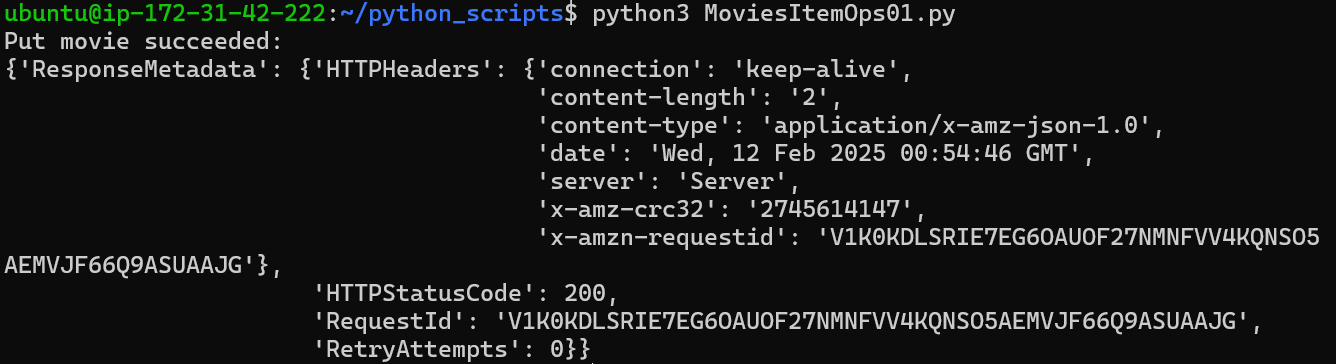 ubuntu@ip-172-31-42-222:~/python_scripts$ python3 MoviesItemOps01.py
Put movie succeeded:
{'ResponseMetadata': {'HTTPHeaders': {'connection': 'keep-alive',
'content-length': '2',
'content-type': 'application/x-amz-json-1.0',
'date': 'Wed, 12 Feb 2025 00:54:46 GMT',
'server': 'Server',
'x-amz-crc32': '2745614147',
'x-amzn-requestid': 'V1K0KDLSRIE7EG6OAUOF27NMNFVV4KQNSO5
AEMVJF66Q9ASUAAJG'},
'HTTPStatusCode': 200,
'RequestId': 'V1K0KDLSRIE7EG6OAUOF27NMNFVV4KQNSO5AEMVJF66Q9ASUAAJG',
'RetryAttempts': 0}}